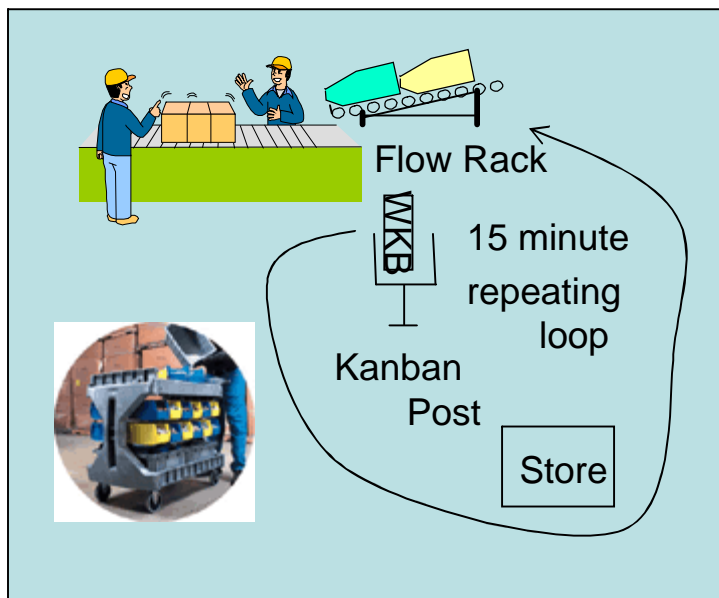 Flow Rack
WKB
15 minute
repeating
loop
Kanban
Post
Store